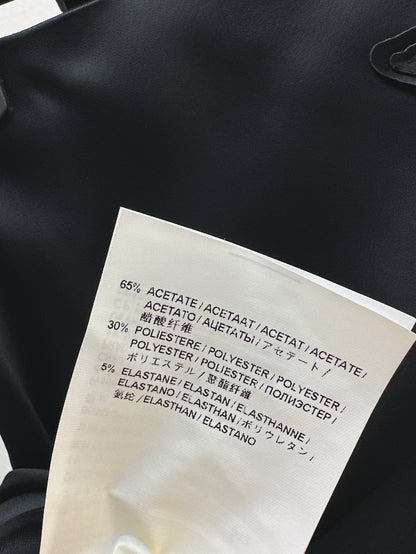 65% ACETATE / ACETAAT / ACETAT / ACETATE /
ACETATO / АЦЕТАТЫ / アセテート /
醋酸纤维
30% POLIESTERE / POLYESTER / POLYESTER /
POLYESTER / POLIESTER / ПОЛИЭСТЕР /
ポリエステル / 聚酯纤维
5% ELASTANE / ELASTAN / ELASTHANNE /
ELASTANO / ELASTHAN / ポリウレタン /
氨纶 / ELASTHAN / ELASTANO